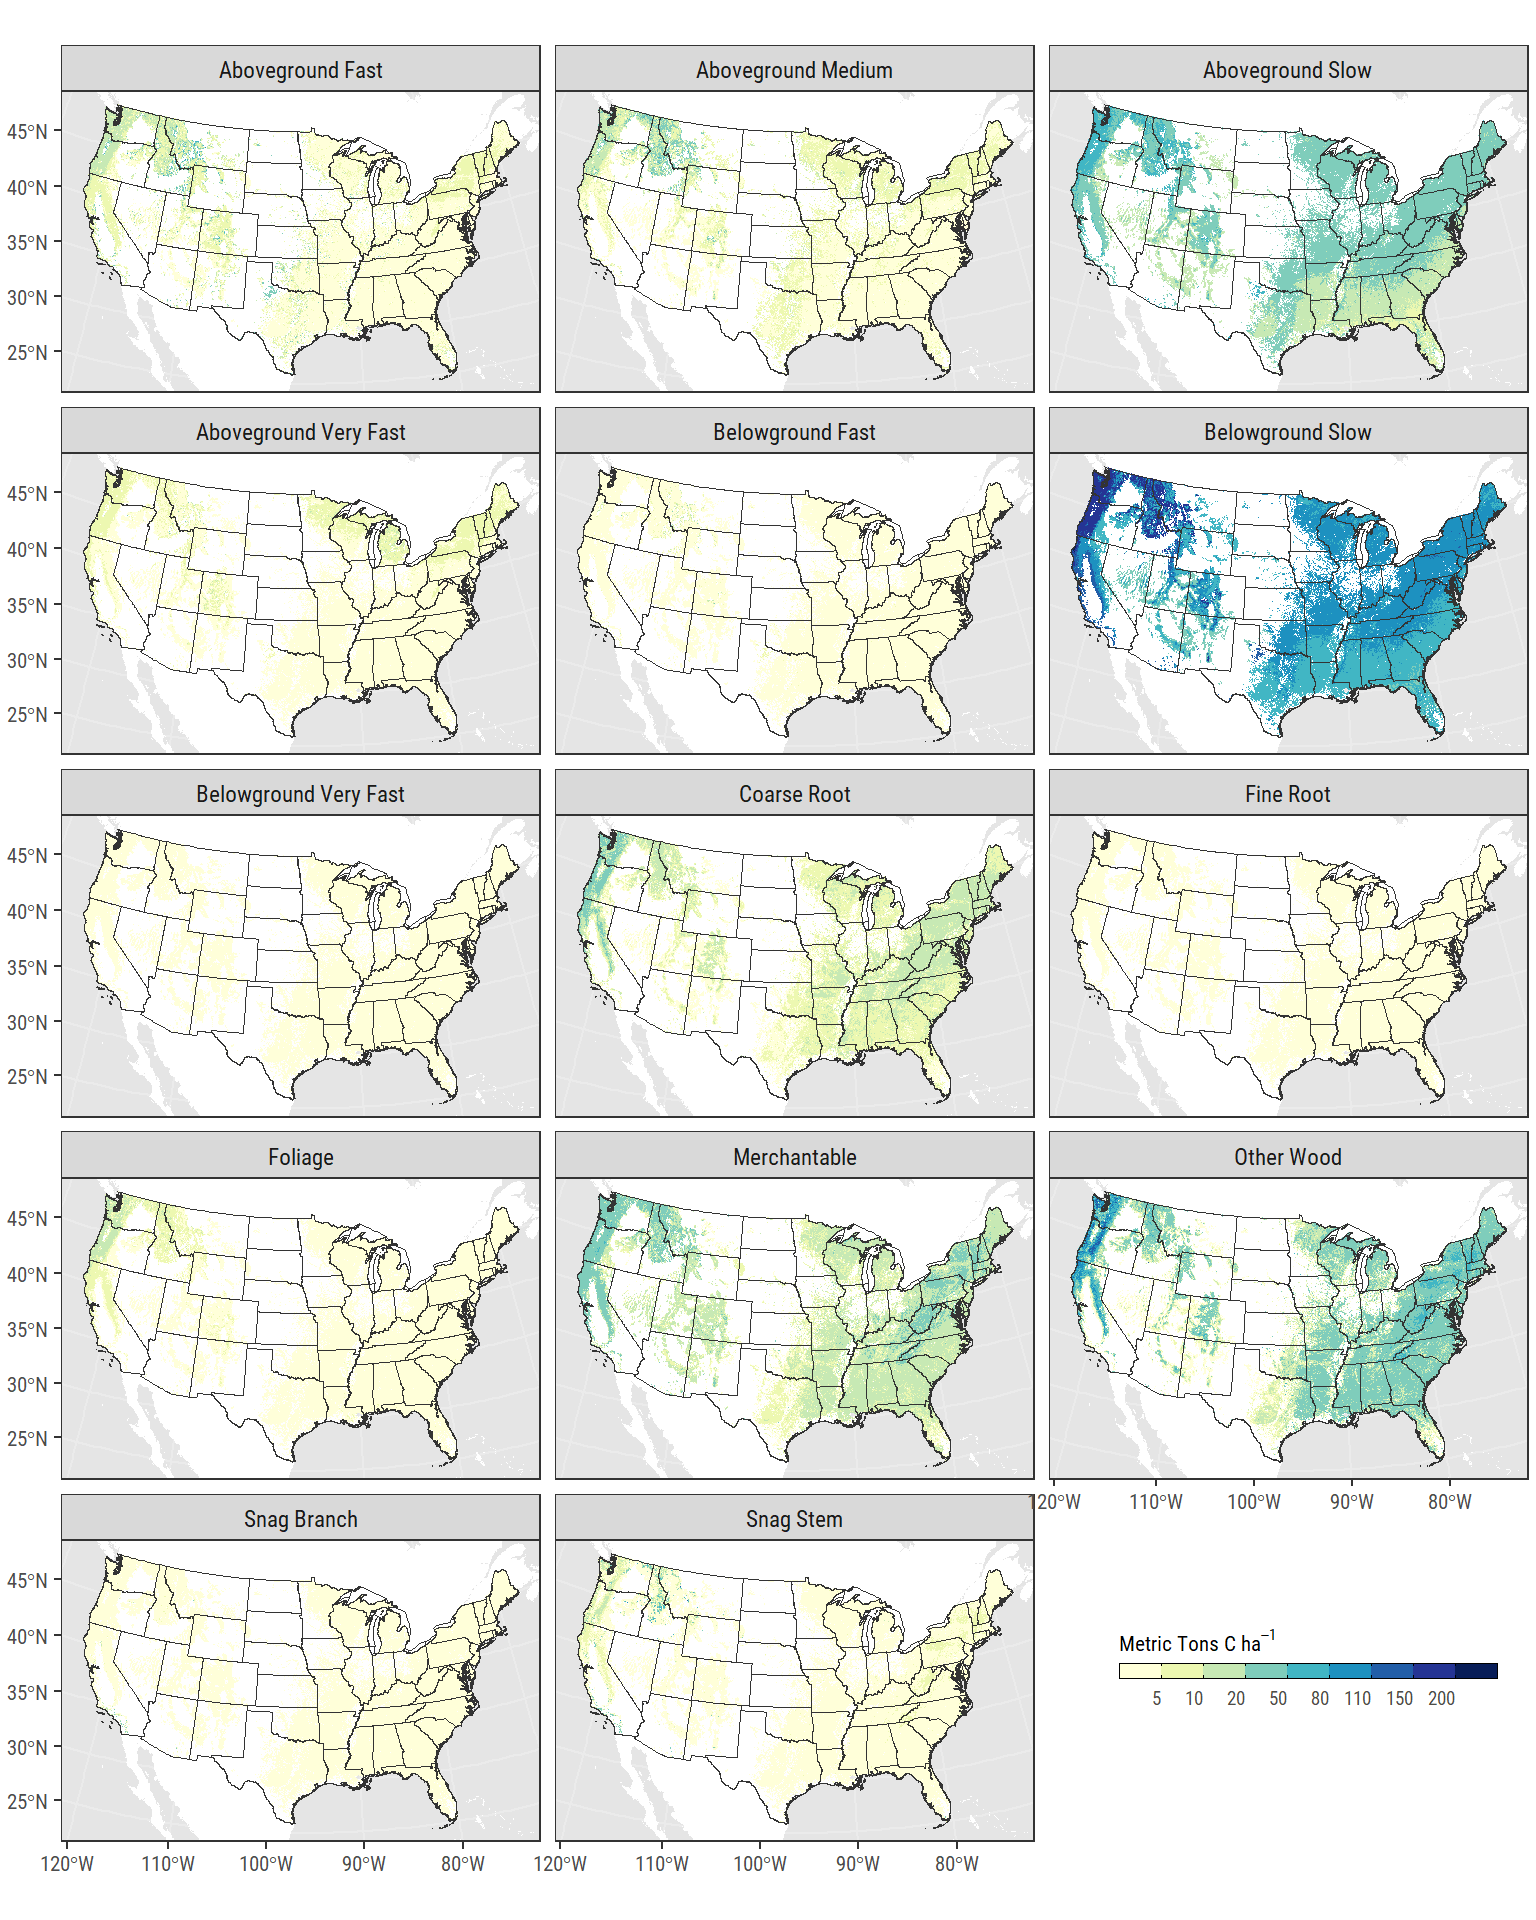 Aboveground Fast
Aboveground Medium
Aboveground Slow
45°N
40°N
35°N
30°N
25°N
Aboveground Very Fast
Belowground Fast
Belowground Slow
45°N
40°N
35°N
30°N
25°N
Belowground Very Fast
Coarse Root
Fine Root
45°N
40°N
35°N
30°N
25°N
Foliage
Merchantable
Other Wood
45°N
40°N
35°N
30°N
25°N
120°W 110°W 100°W 90°W 80°W
Snag Branch
Snag Stem
45°N
40°N
35°N
30°N
25°N
120°W 110°W 100°W 90°W 80°W
120°W 110°W 100°W 90°W 80°W
Metric Tons C ha⁻¹
5 10 20 50 80 110 150 200